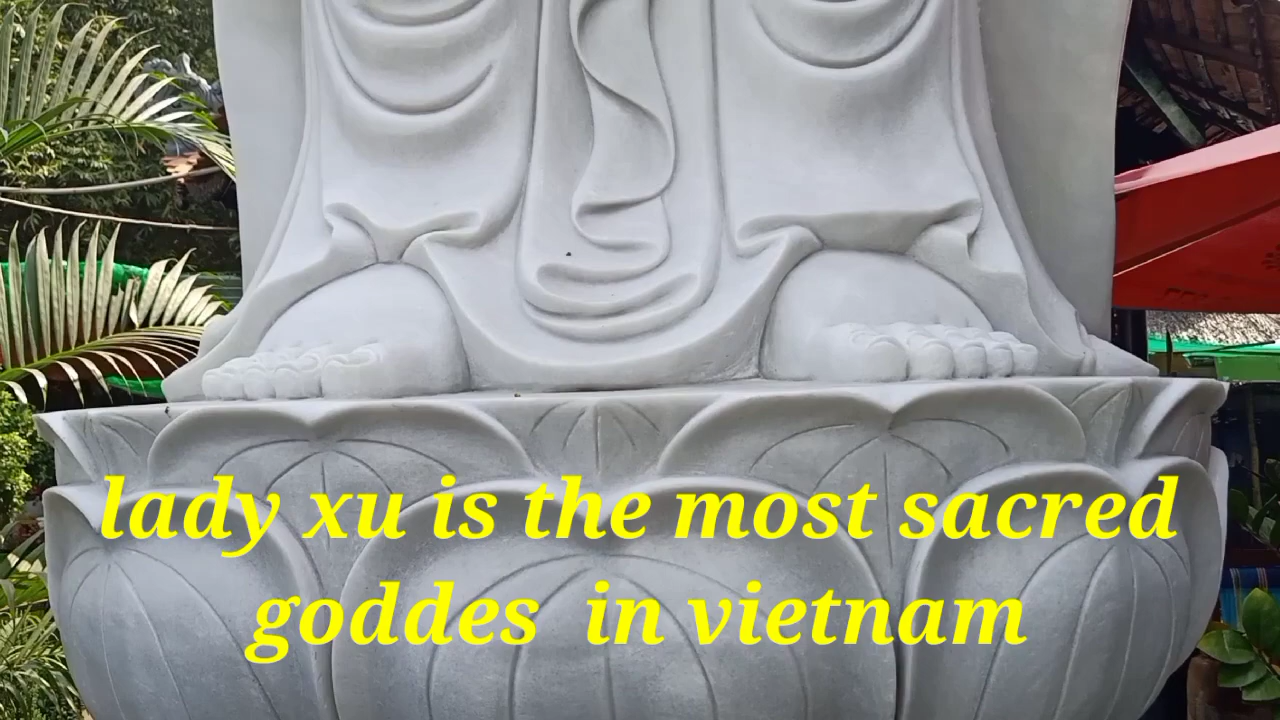 lady xu is the most sacred
goddes  in vietnam